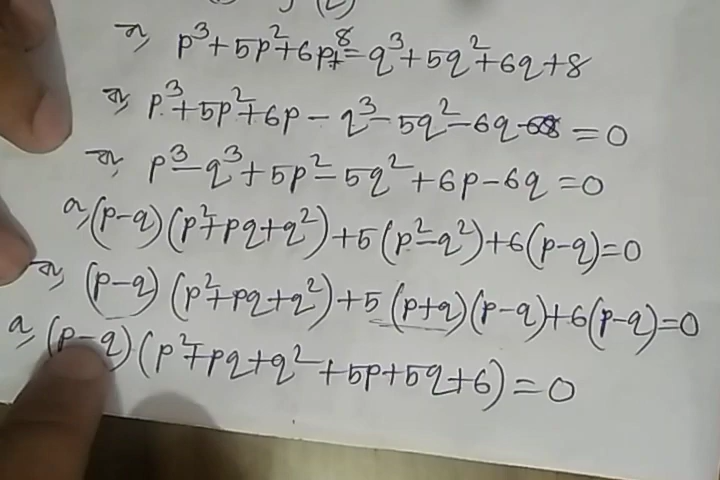 বা, p³+5p²+6p+8=q³+5q²+6q+8
বা, p³+5p²+6p-q³-5q²-6q-8=0
বা, p³-q³+5p²-5q²+6p-6q=0
বা, (p-q)(p²+pq+q²)+5(p²-q²)+6(p-q)=0
বা, (p-q)(p²+pq+q²)+5(p+q)(p-q)+6(p-q)=0
বা, (p-q)(p²+pq+q²+5p+5q+6)=0